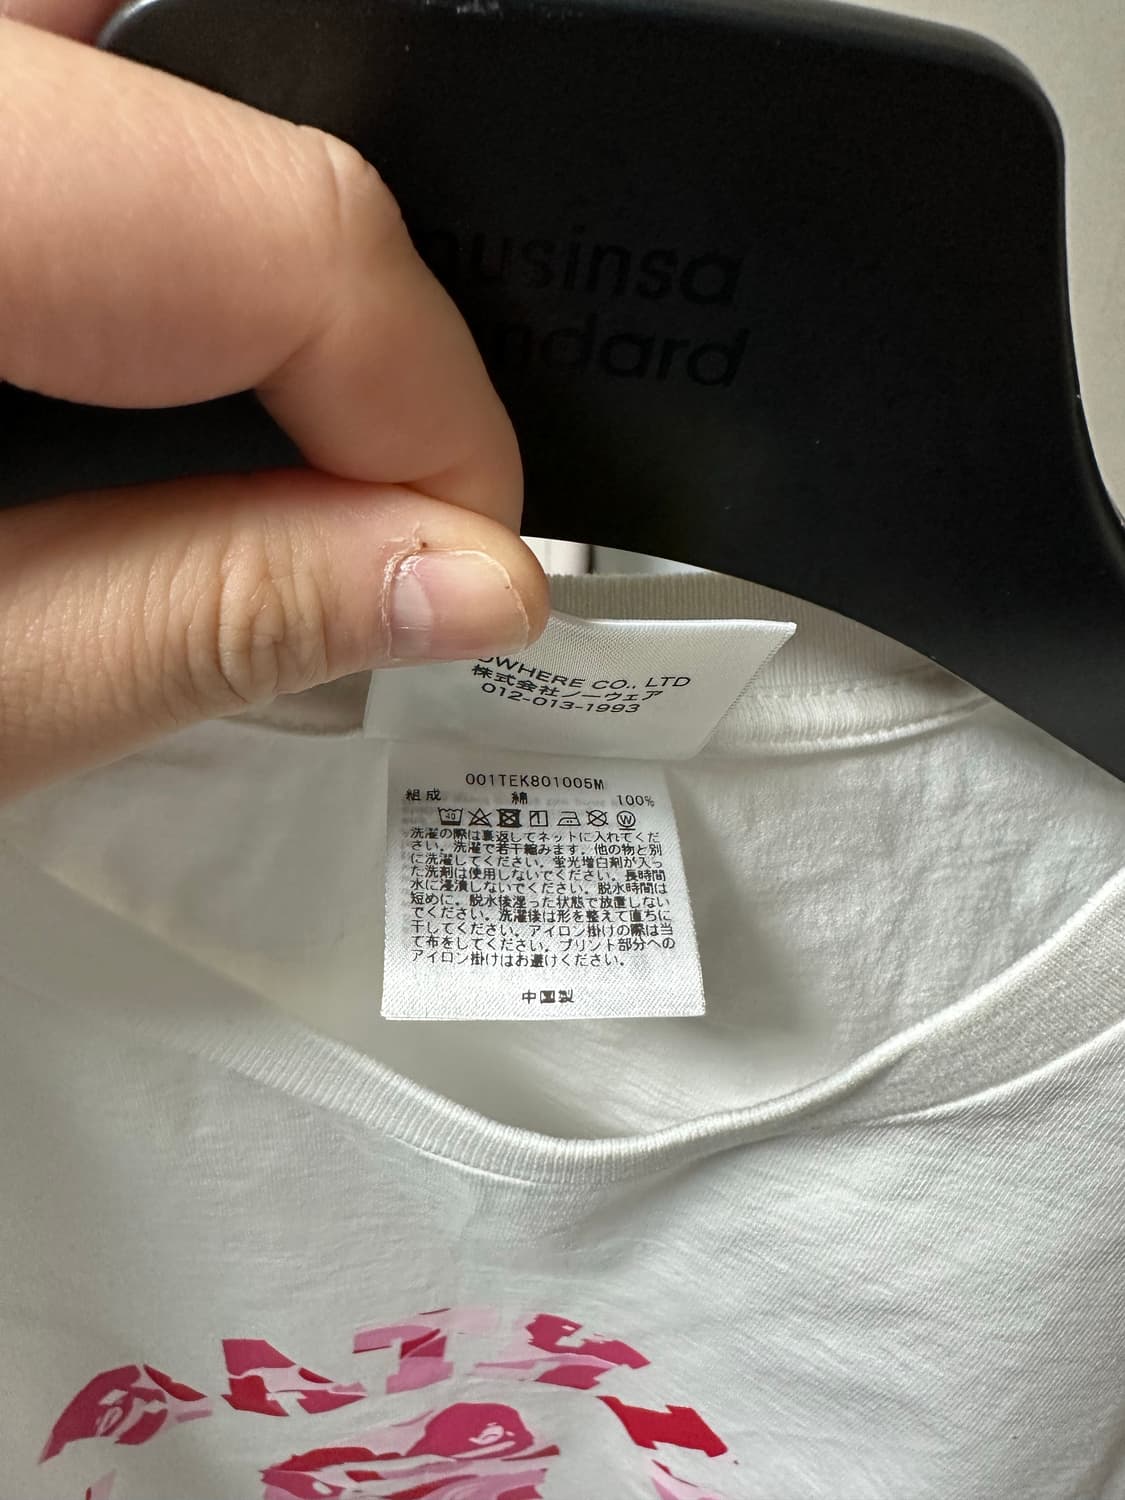 usinsa
ndard
OWHERE CO., LTD
株式会社ノーウェア
012-013-1993
001TEK801005M
組成 綿 100%
40
W
洗濯の際は裏返してネットに入れてくだ
さい。洗濯で若干縮みます。他の物と別
に洗濯してください。蛍光増白剤が入っ
た洗剤は使用しないでください。長時間
水に浸漬しないでください。脱水時間は
短めに。脱水後湿った状態で放置しない
でください。洗濯後は形を整えて直ちに
干してください。アイロン掛けの際は当
て布をしてください。プリント部分への
アイロン掛けはお避けください。
中国製